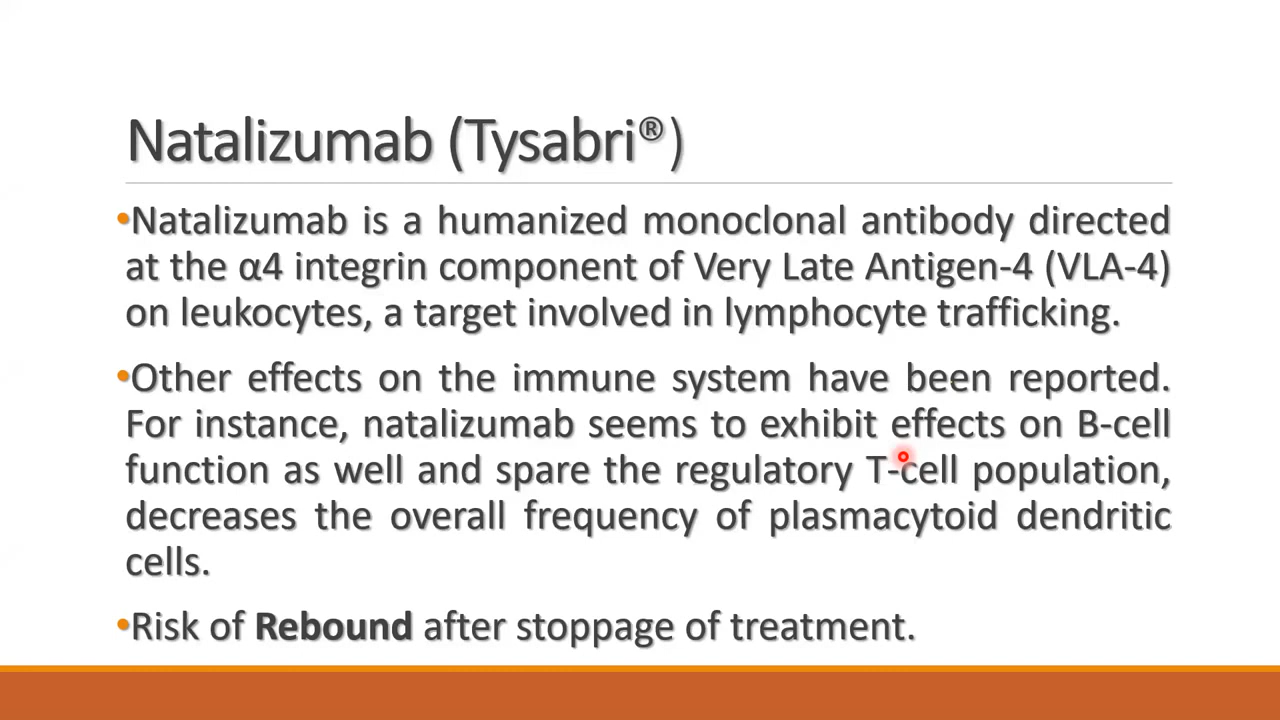 Natalizumab (Tysabri®)
•Natalizumab is a humanized monoclonal antibody directed
at the α4 integrin component of Very Late Antigen-4 (VLA-4)
on leukocytes, a target involved in lymphocyte trafficking.
•Other effects on the immune system have been reported.
For instance, natalizumab seems to exhibit effects on B-cell
function as well and spare the regulatory T-cell population,
decreases the overall frequency of plasmacytoid dendritic
cells.
•Risk of Rebound after stoppage of treatment.